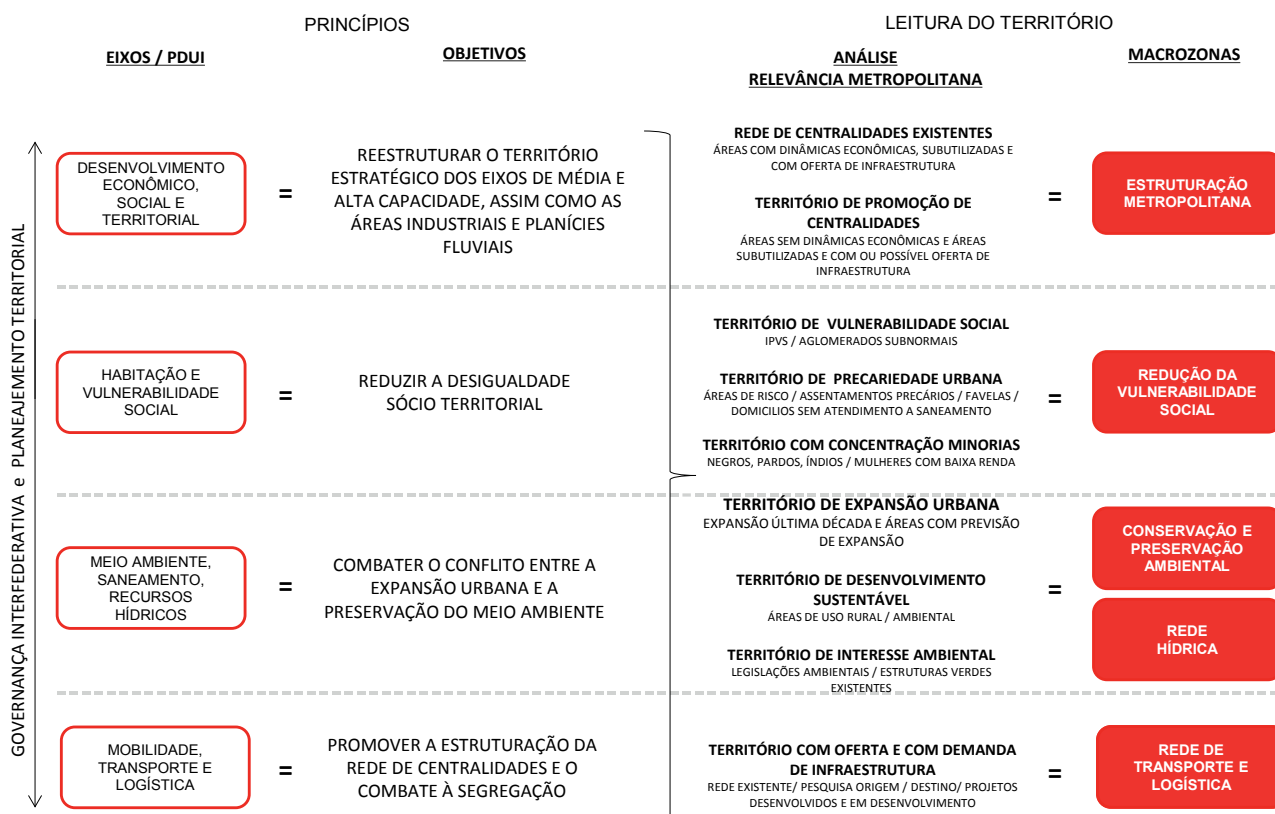 PRINCÍPIOS
LEITURA DO TERRITÓRIO
EIXOS / PDUI
OBJETIVOS
ANÁLISE
RELEVÂNCIA METROPOLITANA
MACROZONAS
GOVERNANÇA INTERFEDERATIVA e PLANEAJEMENTO TERRITORIAL
DESENVOLVIMENTO
ECONÔMICO,
SOCIAL E
TERRITORIAL
=
REESTRUTURAR O TERRITÓRIO
ESTRATÉGICO DOS EIXOS DE MÉDIA E
ALTA CAPACIDADE, ASSIM COMO AS
ÁREAS INDUSTRIAIS E PLANÍCIES
FLUVIAIS
REDE DE CENTRALIDADES EXISTENTES
ÁREAS COM DINÂMICAS ECONÔMICAS, SUBUTILIZADAS E
COM OFERTA DE INFRAESTRUTURA
TERRITÓRIO DE PROMOÇÃO DE
CENTRALIDADES
ÁREAS SEM DINÂMICAS ECONÔMICAS E ÁREAS
SUBUTILIZADAS E COM OU POSSÍVEL OFERTA DE
INFRAESTRUTURA
=
ESTRUTURAÇÃO
METROPOLITANA
HABITAÇÃO E
VULNERABILIDADE
SOCIAL
=
REDUZIR A DESIGUALDADE
SÓCIO TERRITORIAL
TERRITÓRIO DE VULNERABILIDADE SOCIAL
IPVS / AGLOMERADOS SUBNORMAIS
TERRITÓRIO DE PRECARIEDADE URBANA
ÁREAS DE RISCO / ASSENTAMENTOS PRECÁRIOS / FAVELAS /
DOMICILIOS SEM ATENDIMENTO A SANEAMENTO
TERRITÓRIO COM CONCENTRAÇÃO MINORIAS
NEGROS, PARDOS, ÍNDIOS / MULHERES COM BAIXA RENDA
=
REDUÇÃO DA
VULNERABILIDADE
SOCIAL
MEIO AMBIENTE,
SANEAMENTO,
RECURSOS
HÍDRICOS
=
COMBATER O CONFLITO ENTRE A
EXPANSÃO URBANA E A
PRESERVAÇÃO DO MEIO AMBIENTE
TERRITÓRIO DE EXPANSÃO URBANA
EXPANSÃO ÚLTIMA DÉCADA E ÁREAS COM PREVISÃO
DE EXPANSÃO
TERRITÓRIO DE DESENVOLVIMENTO
SUSTENTÁVEL
ÁREAS DE USO RURAL / AMBIENTAL
TERRITÓRIO DE INTERESSE AMBIENTAL
LEGISLAÇÕES AMBIENTAIS / ESTRUTURAS VERDES
EXISTENTES
=
CONSERVAÇÃO E
PRESERVAÇÃO
AMBIENTAL
REDE
HÍDRICA
MOBILIDADE,
TRANSPORTE E
LOGÍSTICA
=
PROMOVER A ESTRUTURAÇÃO DA
REDE DE CENTRALIDADES E O
COMBATE À SEGREGAÇÃO
TERRITÓRIO COM OFERTA E COM DEMANDA
DE INFRAESTRUTURA
REDE EXISTENTE/ PESQUISA ORIGEM / DESTINO/ PROJETOS
DESENVOLVIDOS E EM DESENVOLVIMENTO
=
REDE DE
TRANSPORTE E
LOGÍSTICA